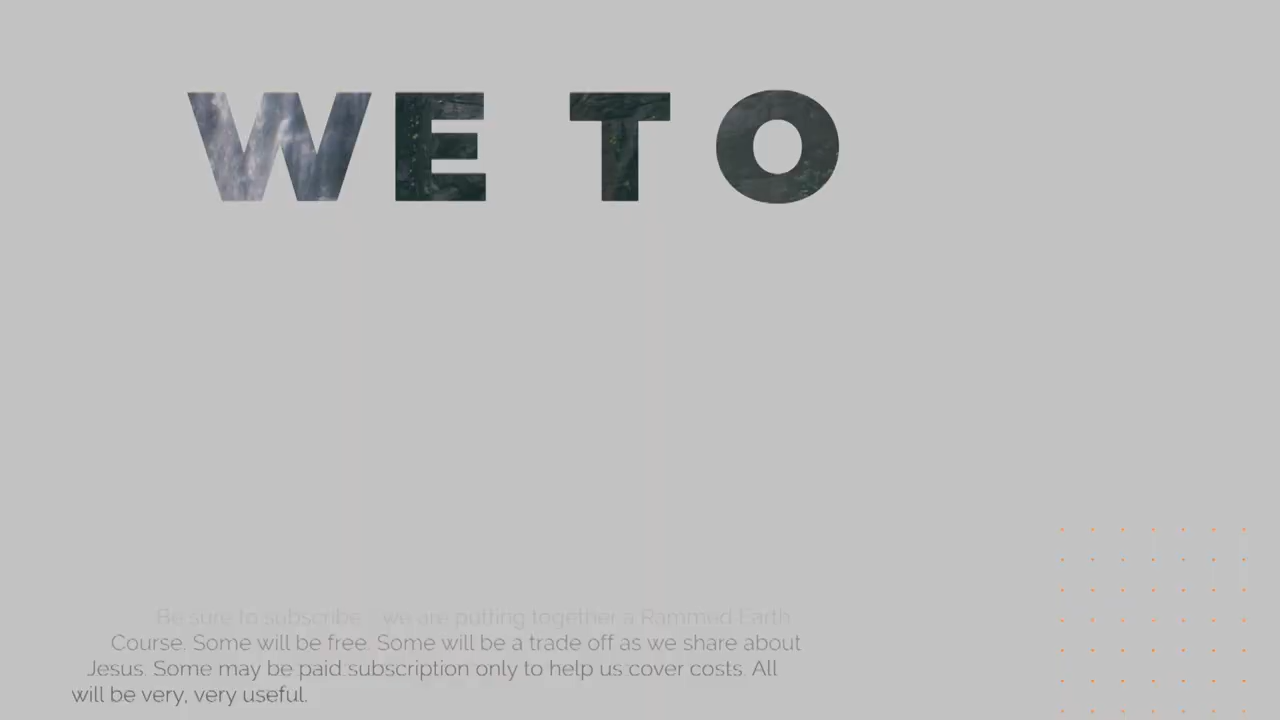 WE TO
Be sure to subscribe - we are putting together a Rammed Earth
Course. Some will be free. Some will be a trade off as we share about
Jesus. Some may be paid subscription only to help us cover costs. All
will be very, very useful.